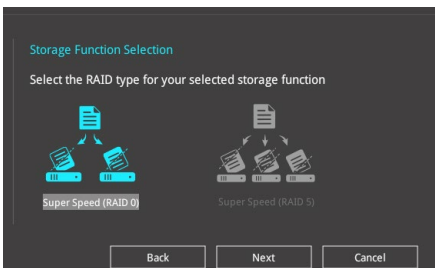 Storage Function Selection
Select the RAID type for your selected storage function
Super Speed (RAID 0)
Super Speed (RAID 5)
Back
Next
Cancel